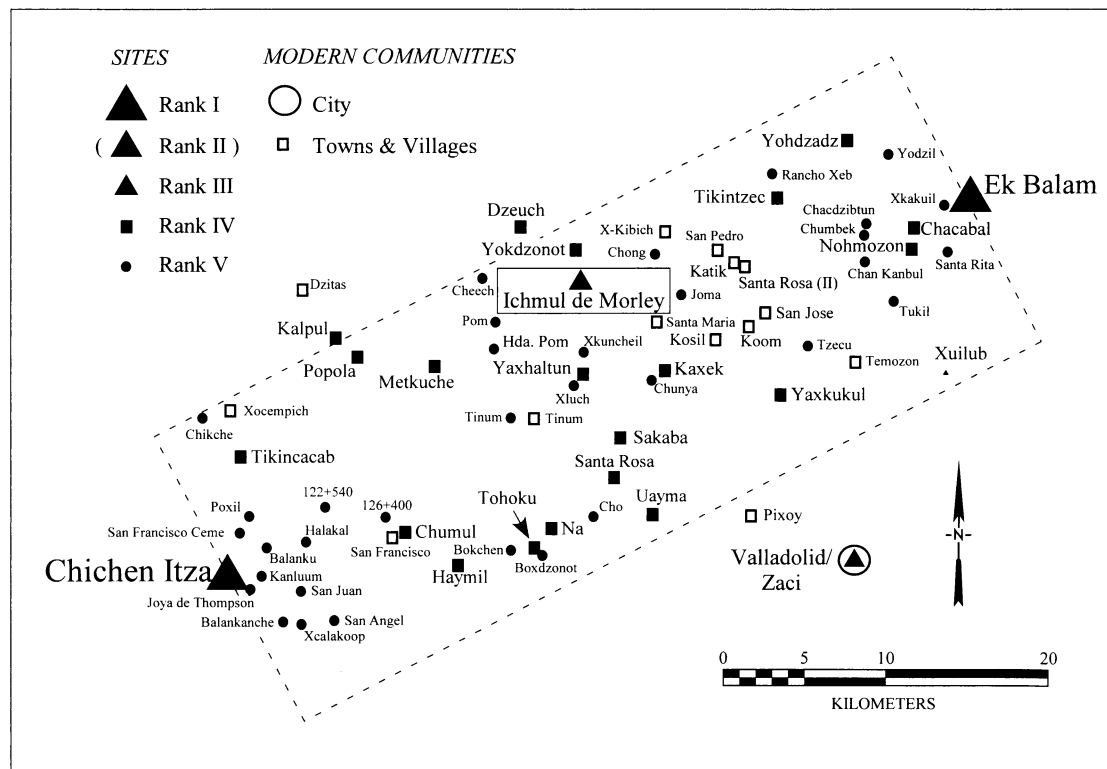 SITES
MODERN COMMUNITIES
Rank I
City
( Rank II )
Towns & Villages
Rank III
Rank IV
Rank V
Yohdzadz
Yodzil
Rancho Xeb
Ek Balam
Tikintzec
Xkakuil
Dzeuch
Chacdzibtun
X-Kibich
Chumbek
Chacabal
San Pedro
Yokdzonot
Chong
Nohmozon
Katik
Santa Rita
Chan Kanbul
Santa Rosa (II)
Dzitas
Cheech
Ichmul de Morley
Joma
Tukil
San Jose
Pom
Santa Maria
Kalpul
Kosil
Koom
Hda. Pom
Xkuncheil
Tzecu
Xuilub
Popola
Yaxhaltun
Kaxek
Temozon
Metkuche
Chunya
Xluch
Yaxkukul
Xocempich
Tinum
Tinum
Chikche
Sakaba
Tikincacab
Santa Rosa
122+540
126+400
Tohoku
Uayma
Poxil
Cho
Pixoy
San Francisco Ceme
Halakal
Chumul
Na
-N-
San Francisco
Bokchen
Balanku
Valladolid/
Zaci
Boxdzonot
Chichen Itza
Haymil
Kanluum
San Juan
Joya de Thompson
Balankanche
San Angel
Xcalakoop
0 5 10 20
KILOMETERS